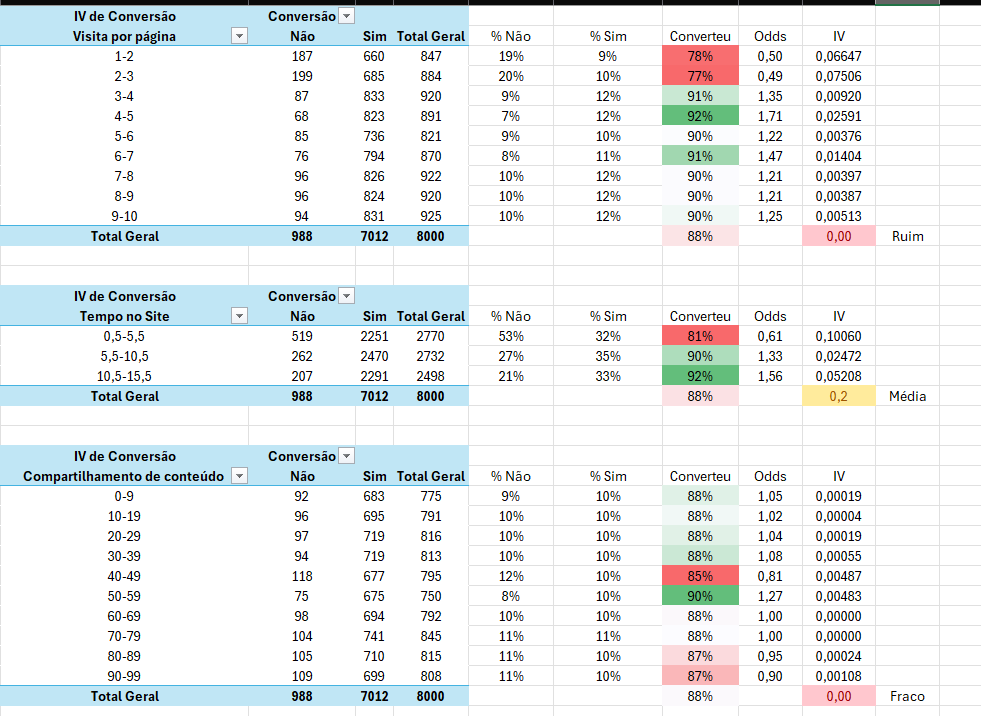 IV de Conversão Conversão
Visita por página Não Sim Total Geral % Não % Sim Converteu Odds IV
1-2 187 660 847 19% 9% 78% 0,50 0,06647
2-3 199 685 884 20% 10% 77% 0,49 0,07506
3-4 87 833 920 9% 12% 91% 1,35 0,00920
4-5 68 823 891 7% 12% 92% 1,71 0,02591
5-6 85 736 821 9% 10% 90% 1,22 0,00376
6-7 76 794 870 8% 11% 91% 1,47 0,01404
7-8 96 826 922 10% 12% 90% 1,21 0,00397
8-9 96 824 920 10% 12% 90% 1,21 0,00387
9-10 94 831 925 10% 12% 90% 1,25 0,00513
Total Geral 988 7012 8000 88% 0,00 Ruim
IV de Conversão Conversão
Tempo no Site Não Sim Total Geral % Não % Sim Converteu Odds IV
0,5-5,5 519 2251 2770 53% 32% 81% 0,61 0,10060
5,5-10,5 262 2470 2732 27% 35% 90% 1,33 0,02472
10,5-15,5 207 2291 2498 21% 33% 92% 1,56 0,05208
Total Geral 988 7012 8000 88% 0,2 Média
IV de Conversão Conversão
Compartilhamento de conteúdo Não Sim Total Geral % Não % Sim Converteu Odds IV
0-9 92 683 775 9% 10% 88% 1,05 0,00019
10-19 96 695 791 10% 10% 88% 1,02 0,00004
20-29 97 719 816 10% 10% 88% 1,04 0,00019
30-39 94 719 813 10% 10% 88% 1,08 0,00055
40-49 118 677 795 12% 10% 85% 0,81 0,00487
50-59 75 675 750 8% 10% 90% 1,27 0,00483
60-69 98 694 792 10% 10% 88% 1,00 0,00000
70-79 104 741 845 11% 11% 88% 1,00 0,00000
80-89 105 710 815 11% 10% 87% 0,95 0,00024
90-99 109 699 808 11% 10% 87% 0,90 0,00108
Total Geral 988 7012 8000 88% 0,00 Fraco